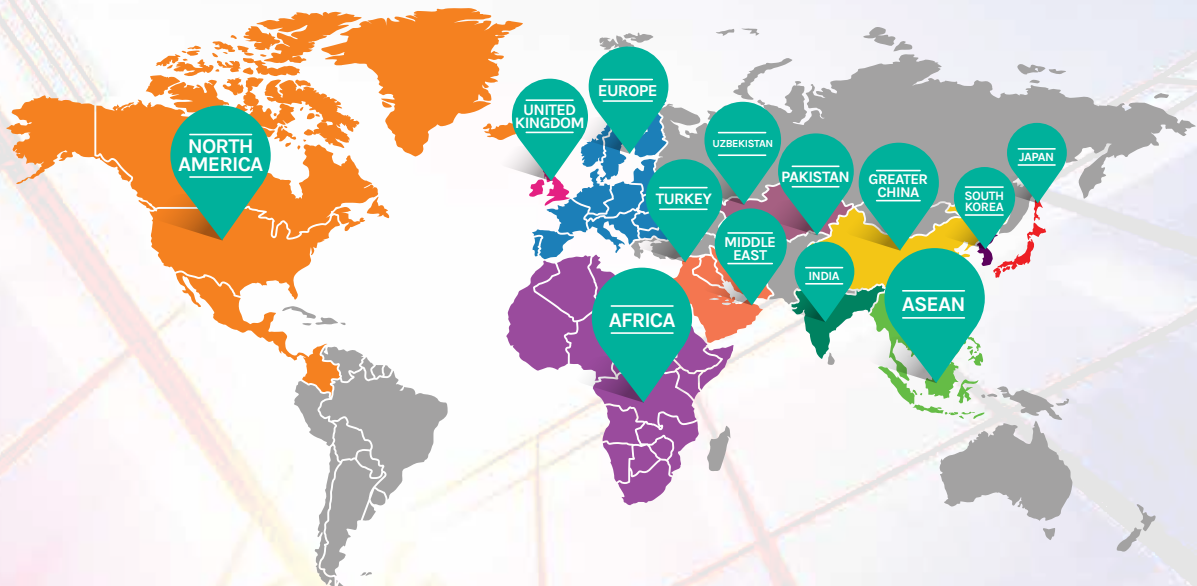 NORTH
AMERICA
UNITED
KINGDOM
EUROPE
UZBEKISTAN
TURKEY
PAKISTAN
GREATER
CHINA
SOUTH
KOREA
JAPAN
MIDDLE
EAST
INDIA
AFRICA
ASEAN